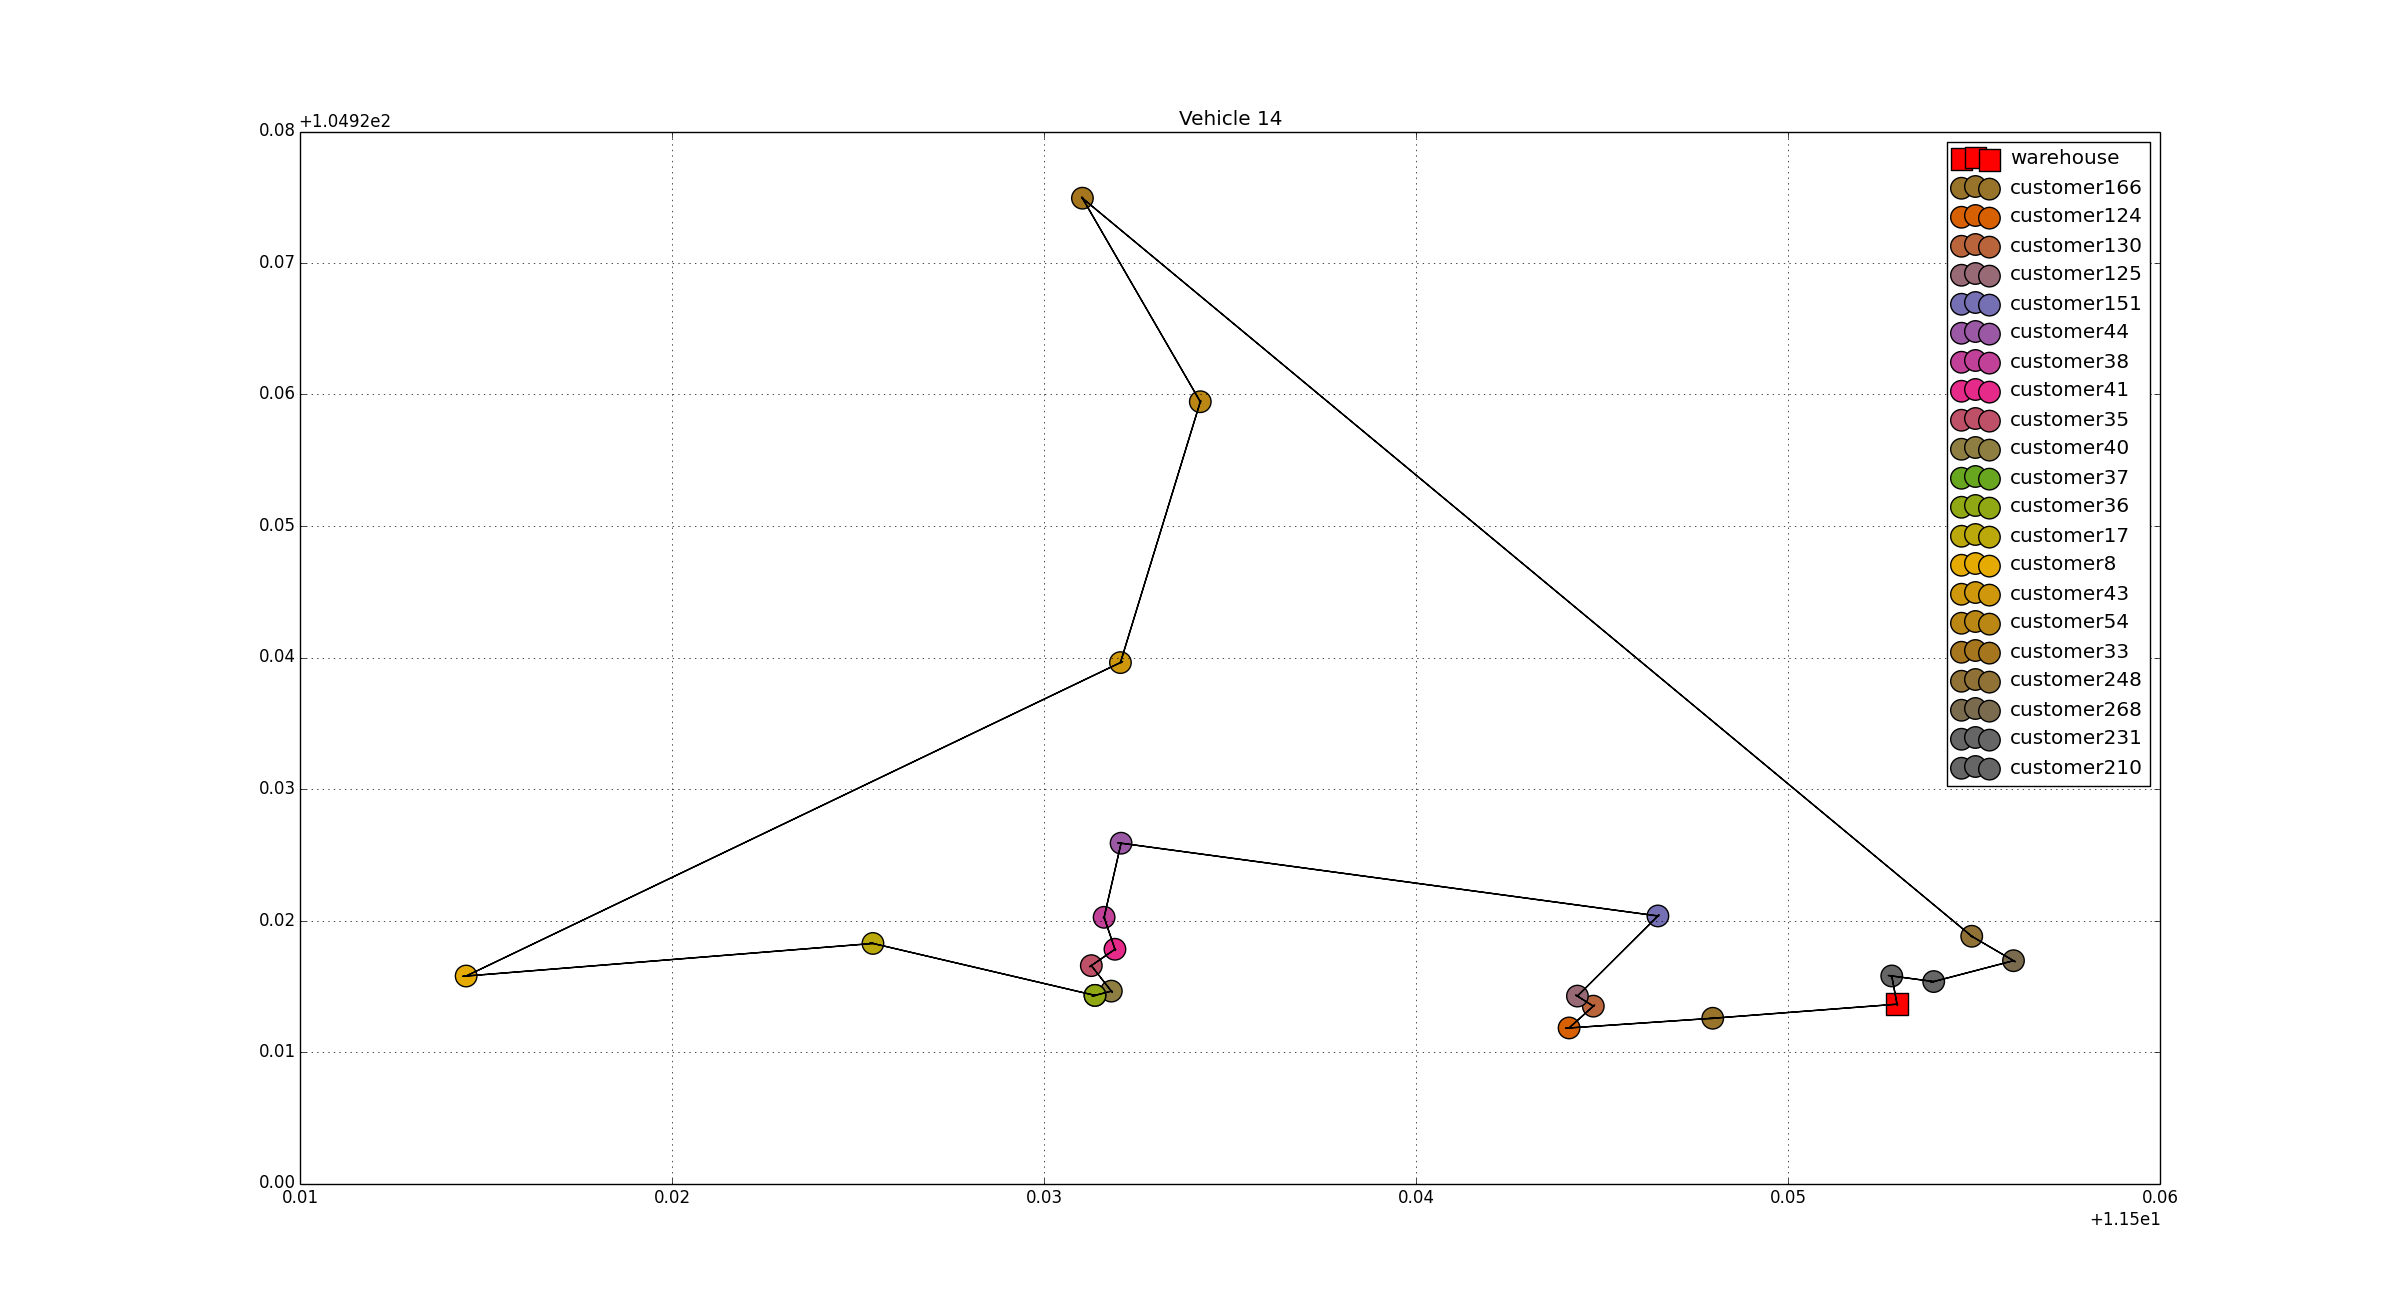 Vehicle 14
+1.0492e2
0.08
0.07
0.06
0.05
0.04
0.03
0.02
0.01
0.00
0.01 0.02 0.03 0.04 0.05 0.06
+1.15e1
warehouse
customer166
customer124
customer130
customer125
customer151
customer44
customer38
customer41
customer35
customer40
customer37
customer36
customer17
customer8
customer43
customer54
customer33
customer248
customer268
customer231
customer210